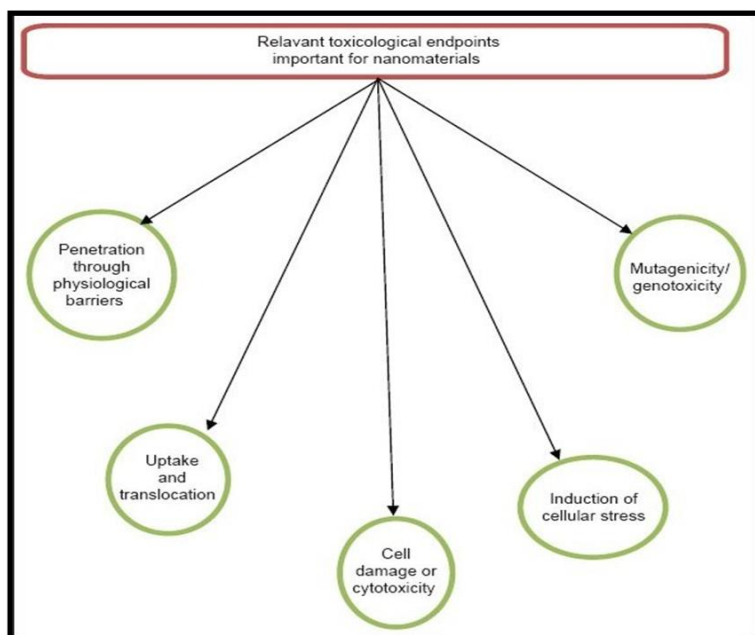 Relavant toxicological endpoints
important for nanomaterials
Penetration
through
physiological
barriers
Mutagenicity/
genotoxicity
Uptake
and
translocation
Induction of
cellular stress
Cell
damage or
cytotoxicity